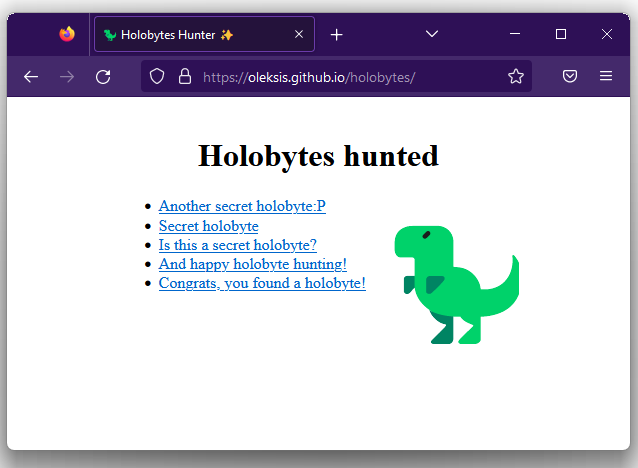 Holobytes Hunter ✨
https://oleksis.github.io/holobytes/
Holobytes hunted
Another secret holobyte:P
Secret holobyte
Is this a secret holobyte?
And happy holobyte hunting!
Congrats, you found a holobyte!